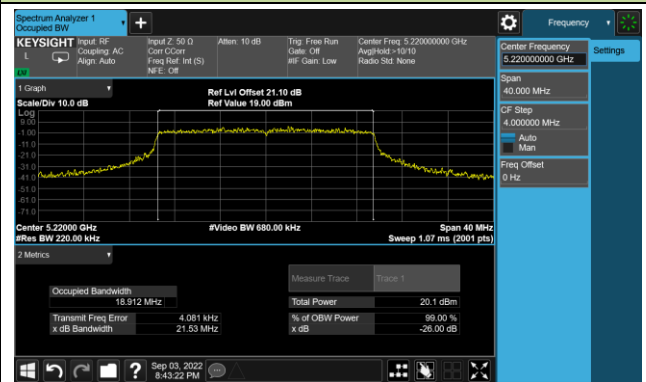 Spectrum Analyzer 1
Occupied BW
Frequency
KEYSIGHT
L
Input: RF
Coupling: AC
Align: Auto
Input Z: 50 Ω
Corr CCorr
Freq Ref: Int (S)
NFE: Off
Atten: 10 dB
Trig: Free Run
Gate: Off
#IF Gain: Low
Center Freq: 5.220000000 GHz
Avg|Hold:>10/10
Radio Std: None
Center Frequency
5.220000000 GHz
Settings
Span
40.000 MHz
CF Step
4.000000 MHz
Auto
Man
Freq Offset
0 Hz
1 Graph
Scale/Div 10.0 dB
Ref Lvl Offset 21.10 dB
Ref Value 19.00 dBm
Log
9.00
-1.00
-11.0
-21.0
-31.0
-41.0
-51.0
-61.0
-71.0
Center 5.22000 GHz
#Res BW 220.00 kHz
#Video BW 680.00 kHz
Span 40 MHz
Sweep 1.07 ms (2001 pts)
2 Metrics
Measure Trace
Trace 1
Occupied Bandwidth
18.912 MHz
Total Power
20.1 dBm
Transmit Freq Error
4.081 kHz
% of OBW Power
99.00 %
x dB Bandwidth
21.53 MHz
x dB
-26.00 dB
?
Sep 03, 2022
8:43:22 PM